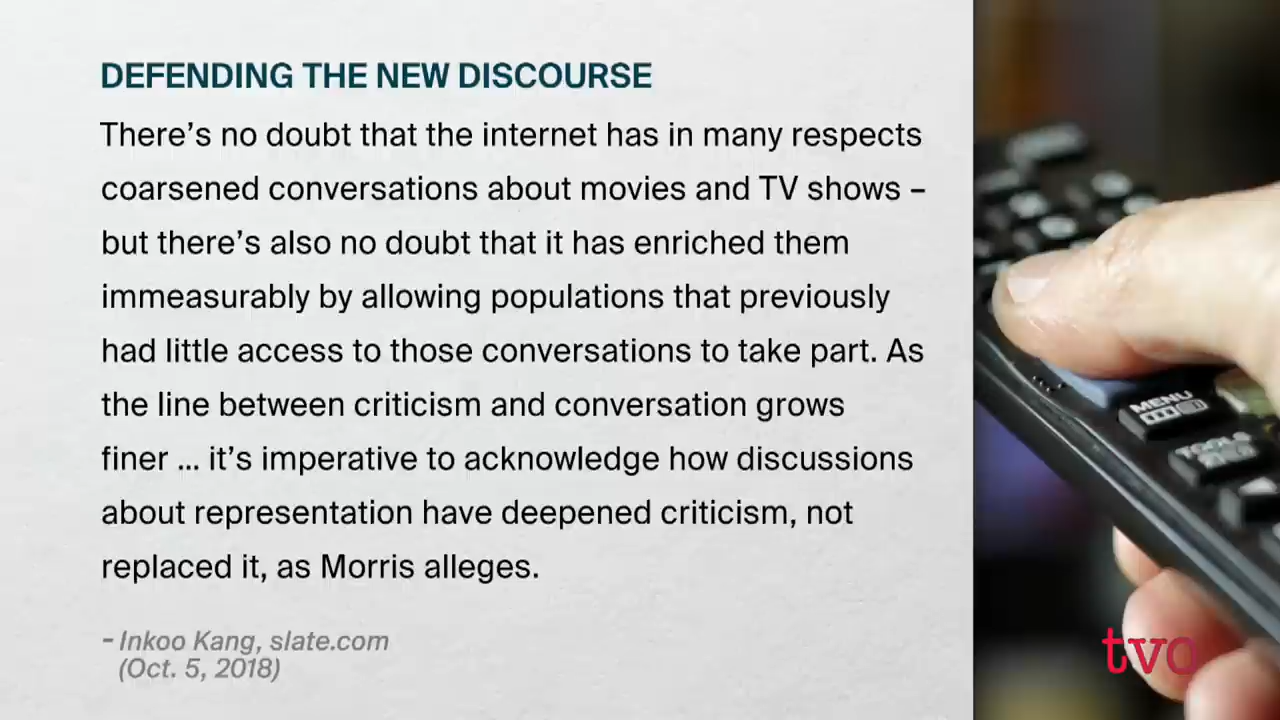 DEFENDING THE NEW DISCOURSE
There's no doubt that the internet has in many respects
coarsened conversations about movies and TV shows –
but there's also no doubt that it has enriched them
immeasurably by allowing populations that previously
had little access to those conversations to take part. As
the line between criticism and conversation grows
finer ... it's imperative to acknowledge how discussions
about representation have deepened criticism, not
replaced it, as Morris alleges.
– Inkoo Kang, slate.com
(Oct. 5, 2018)
MENU
TOOLS
tvo